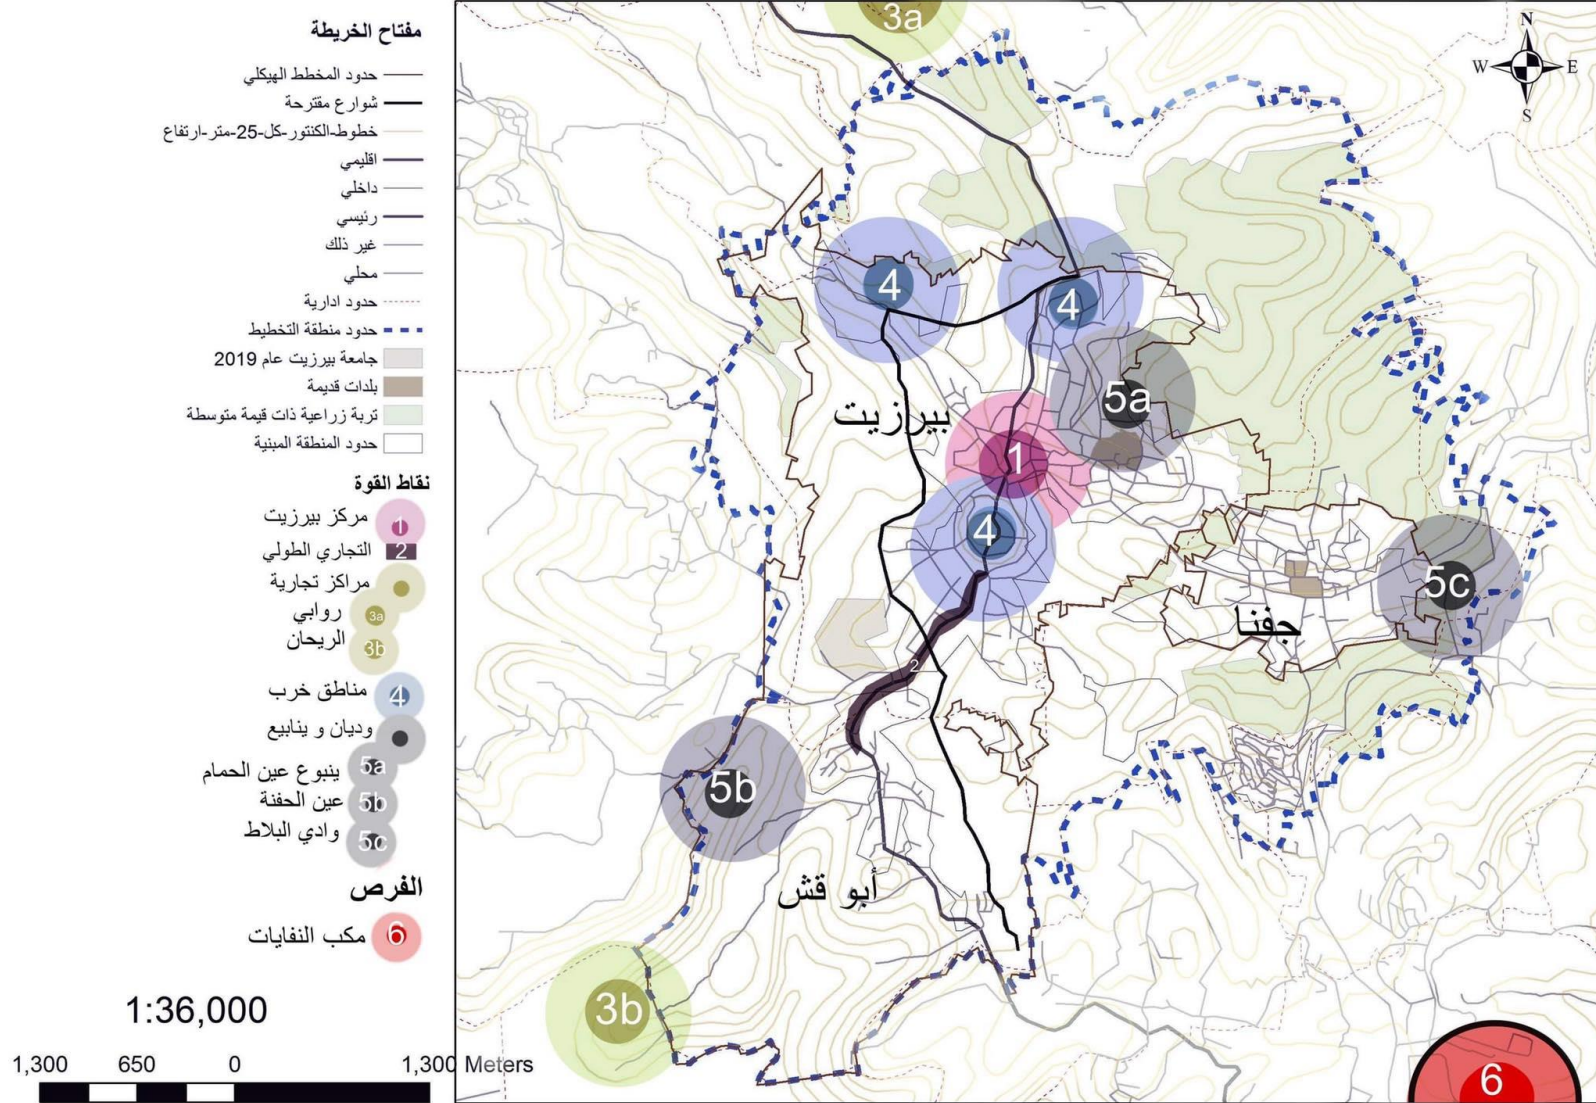 مفتاح الخريطة
حدود المخطط الهيكلي
شوارع مقترحة
خطوط-الكنتور-كل-25-متر-ارتفاع
اقليمي
داخلي
رئيسي
غير ذلك
محلي
حدود ادارية
حدود منطقة التخطيط
جامعة بيرزيت عام 2019
بلدات قديمة
تربة زراعية ذات قيمة متوسطة
حدود المنطقة المبنية
نقاط القوة
مركز بيرزيت 1
التجاري الطولي 2
مراكز تجارية
روابي 3a
الريحان 3b
مناطق خرب 4
وديان و ينابيع
ينبوع عين الحمام 5a
عين الحفنة 5b
وادي البلاط 5c
الفرص
مكب النفايات 6
1:36,000
1,300 650 0 1,300 Meters
3a
N
W E
S
4
4
5a
بيرزيت
1
4
5c
جفنا
2
5b
أبو قش
3b
6